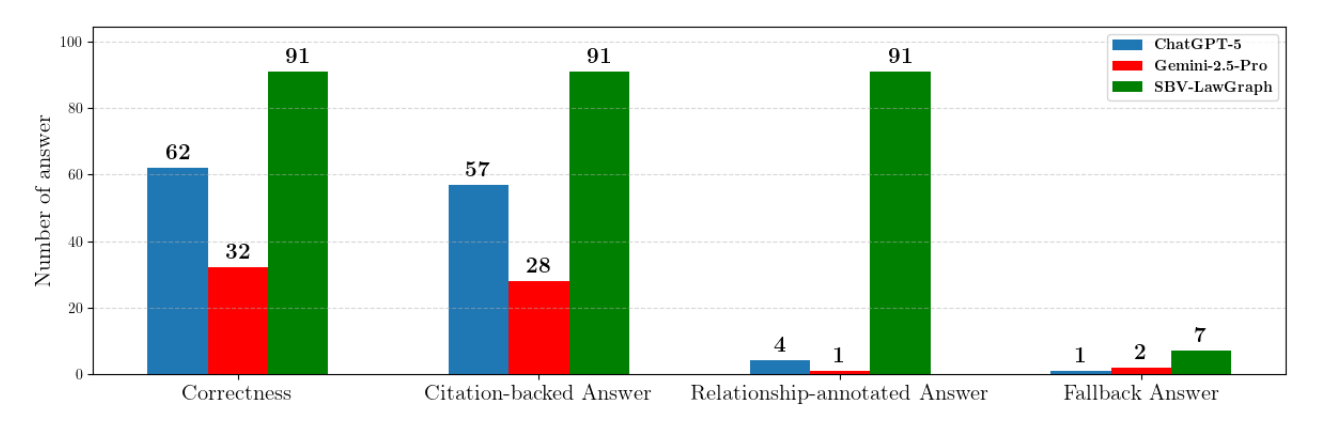 Number of answer
100
80
60
40
20
0
62
32
91
57
28
91
4
1
91
1
2
7
Correctness
Citation-backed Answer
Relationship-annotated Answer
Fallback Answer
ChatGPT-5
Gemini-2.5-Pro
SBV-LawGraph